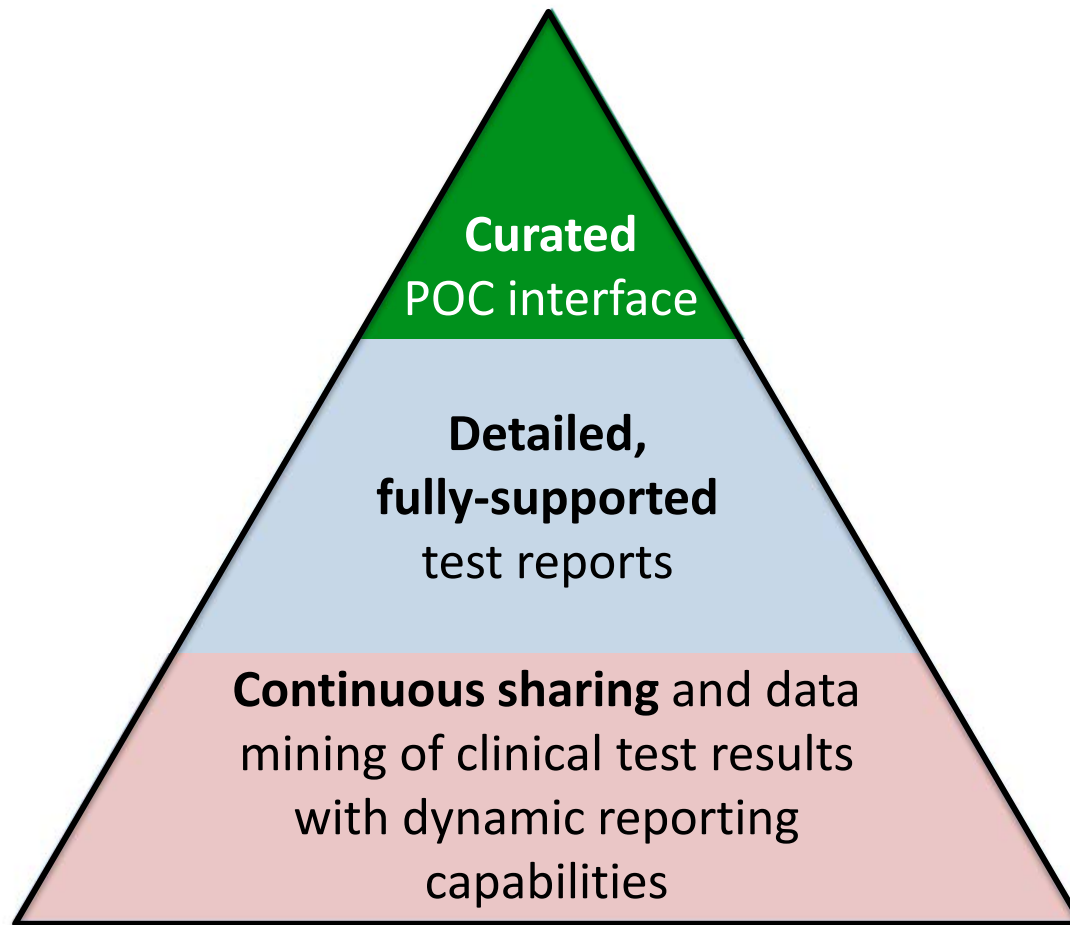 Curated
POC interface
Detailed,
fully-supported
test reports
Continuous sharing and data
mining of clinical test results
with dynamic reporting
capabilities